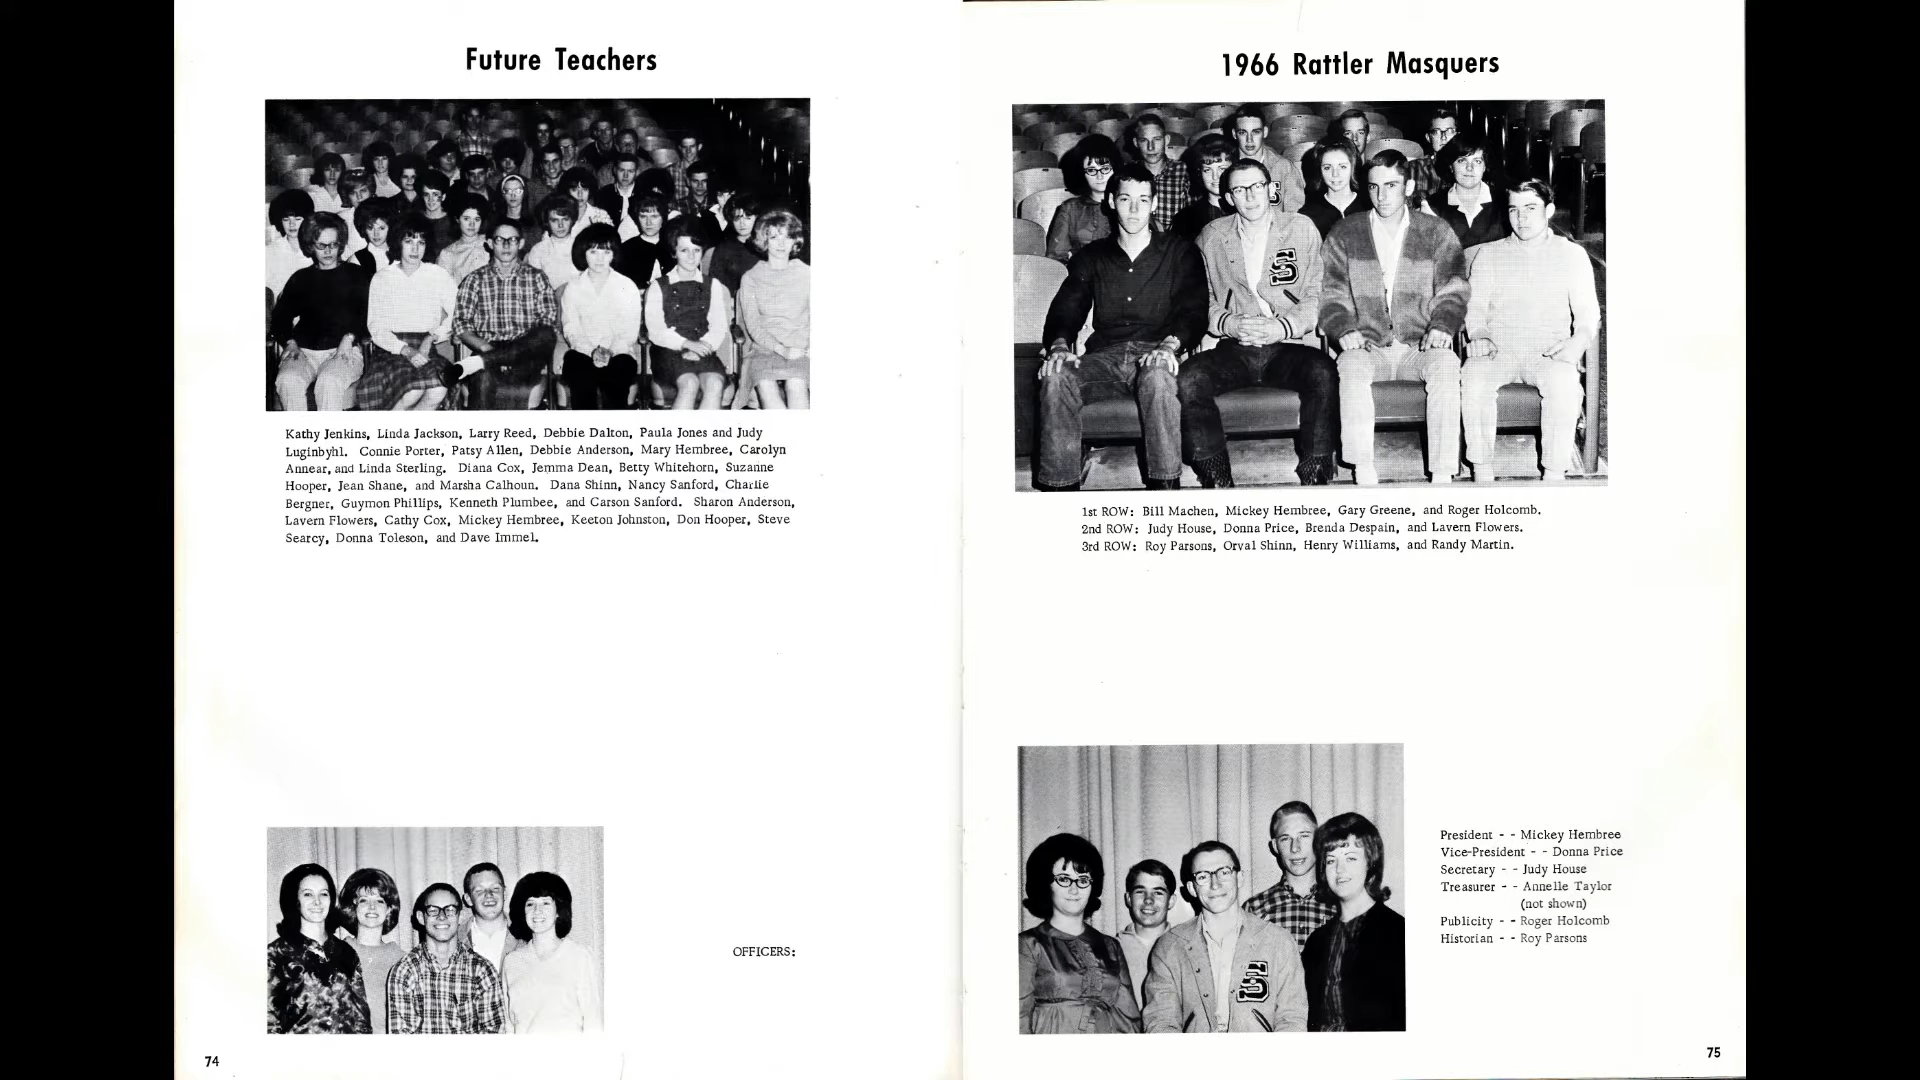 Future Teachers
Kathy Jenkins, Linda Jackson, Larry Reed, Debbie Dalton, Paula Jones and Judy
Luginbyhl. Connie Porter, Patsy Allen, Debbie Anderson, Mary Hembree, Carolyn
Annear, and Linda Sterling. Diana Cox, Jemma Dean, Betty Whitehorn, Suzanne
Hooper, Jean Shane, and Marsha Calhoun. Dana Shinn, Nancy Sanford, Charlie
Bergner, Guymon Phillips, Kenneth Plumbee, and Carson Sanford. Sharon Anderson,
Lavern Flowers, Cathy Cox, Mickey Hembree, Keeton Johnston, Don Hooper, Steve
Searcy, Donna Toleson, and Dave Immel.
OFFICERS:
74
1966 Rattler Masquers
S
1st ROW: Bill Machen, Mickey Hembree, Gary Greene, and Roger Holcomb.
2nd ROW: Judy House, Donna Price, Brenda Despain, and Lavern Flowers.
3rd ROW: Roy Parsons, Orval Shinn, Henry Williams, and Randy Martin.
S
President - - Mickey Hembree
Vice-President - - Donna Price
Secretary - - Judy House
Treasurer - - Annelle Taylor
(not shown)
Publicity - - Roger Holcomb
Historian - - Roy Parsons
75